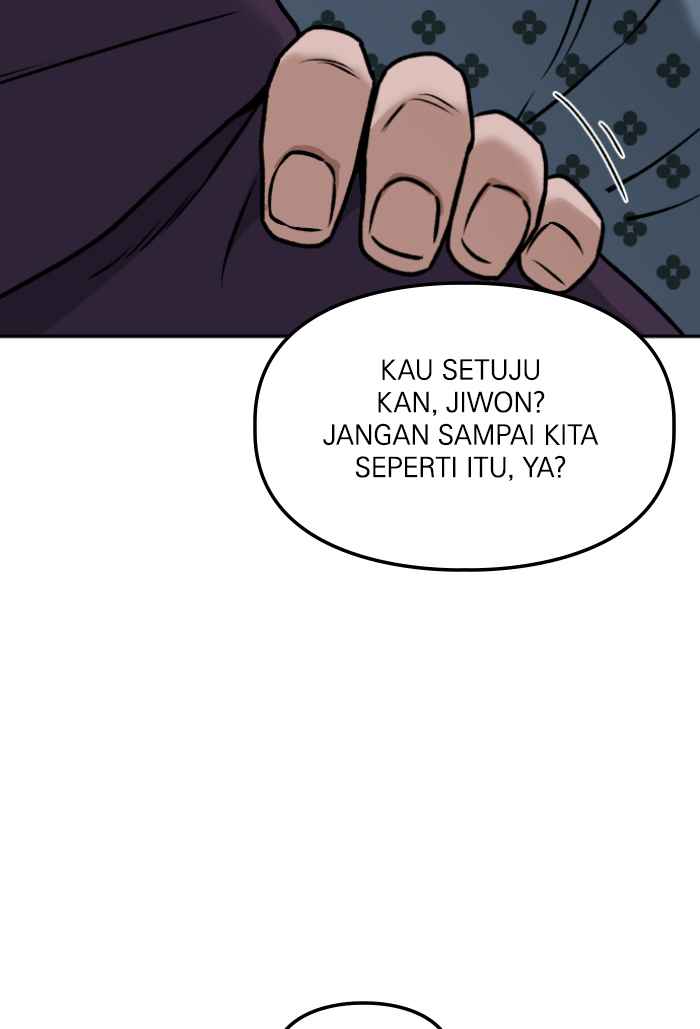 KAU SETUJU
KAN, JIWON?
JANGAN SAMPAI KITA
SEPERTI ITU, YA?